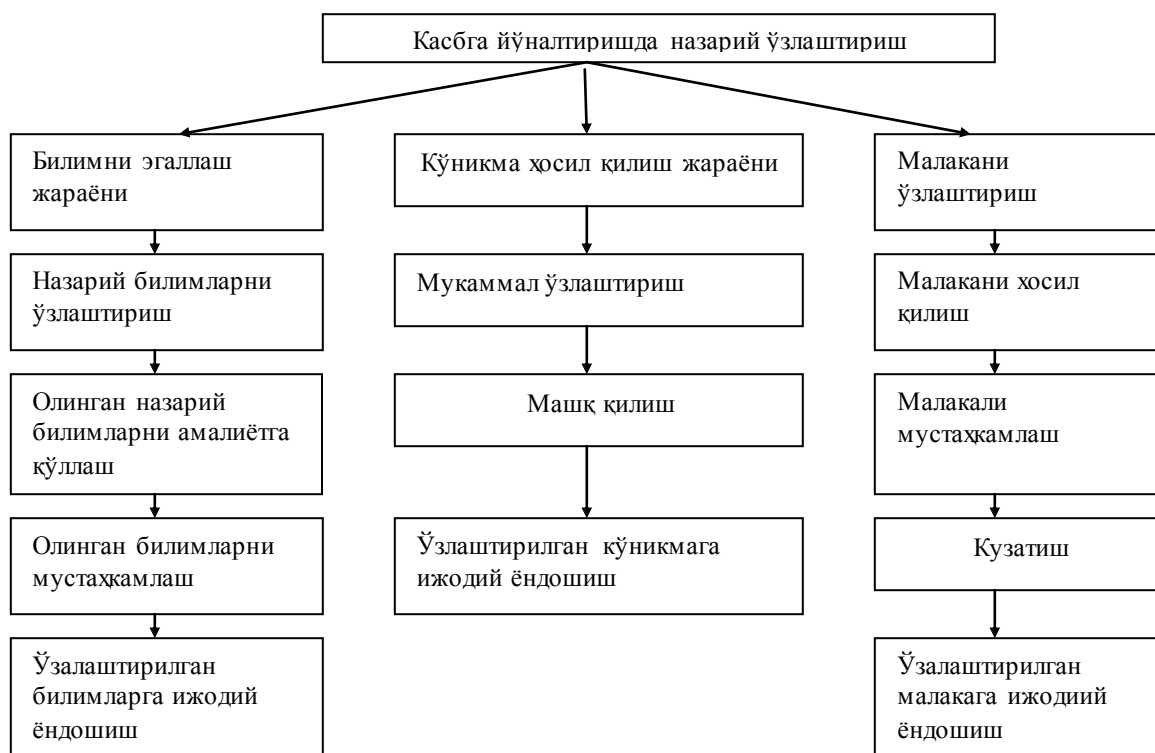 Касбга йўналтиришда назарий ўзлаштириш
Билимни эгаллаш
жараёни
Назарий билимларни
ўзлаштириш
Олинган назарий
билимларни амалиётга
қўллаш
Олинган билимларни
мустаҳкамлаш
Ўзалаштирилган
билимларга ижодий
ёндошиш
Кўникма ҳосил қилиш жараёни
Мукаммал ўзлаштириш
Машқ қилиш
Ўзлаштирилган кўникмага
ижодий ёндошиш
Малакани
ўзлаштириш
Малакани хосил
қилиш
Малакали
мустаҳкамлаш
Кузатиш
Ўзалаштирилган
малакага ижодиий
ёндошиш